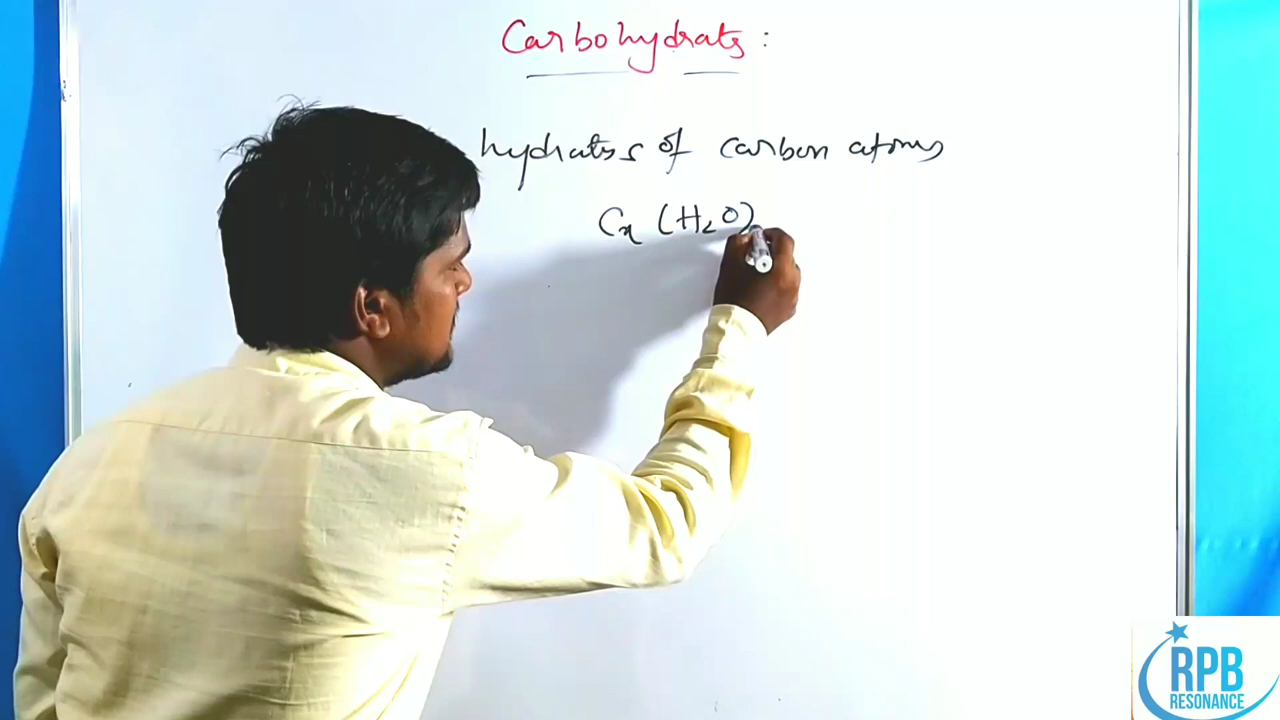 Carbohydrats :
hydrates of carbon atoms
Cx (H2O)
RPB
RESONANCE